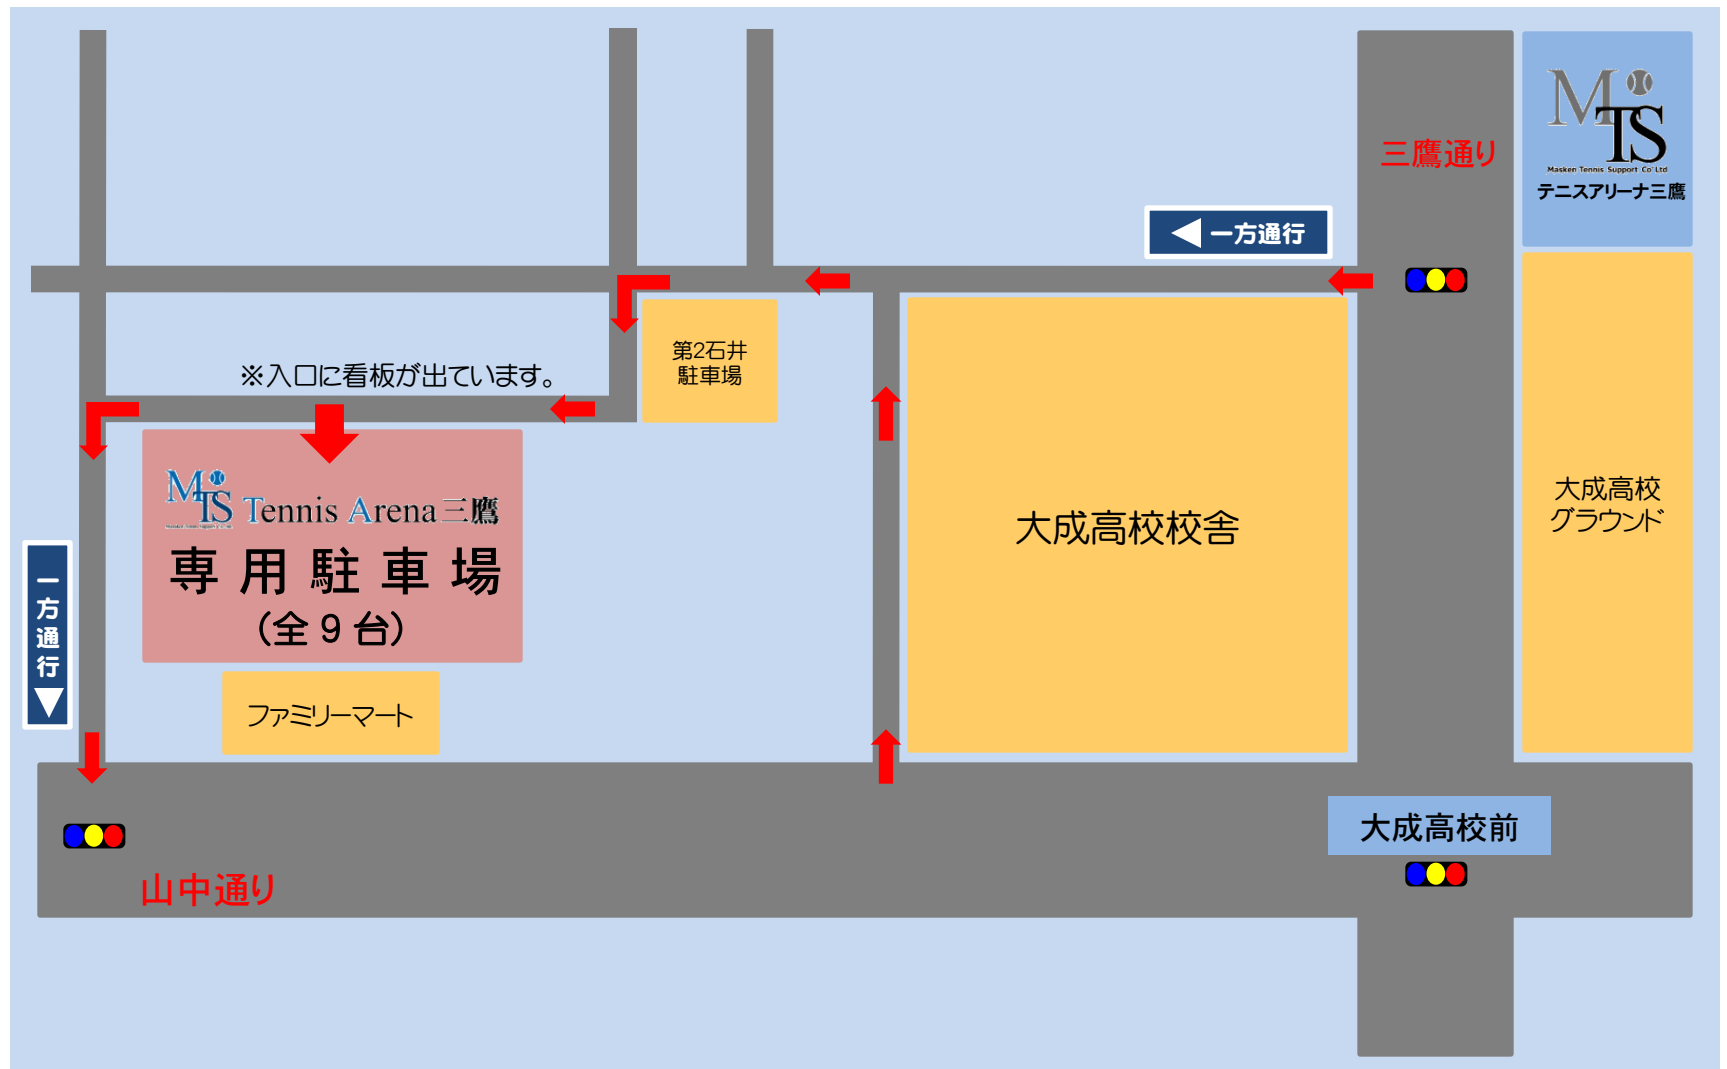 M
TS
Masken Tennis Support Co Ltd
テニスアリーナ三鷹
三鷹通り
一方通行
第2石井
駐車場
※入口に看板が出ています。
MTS Tennis Arena三鷹
専用駐車場
(全9台)
大成高校校舎
大成高校
グラウンド
一方通行
ファミリーマート
大成高校前
山中通り